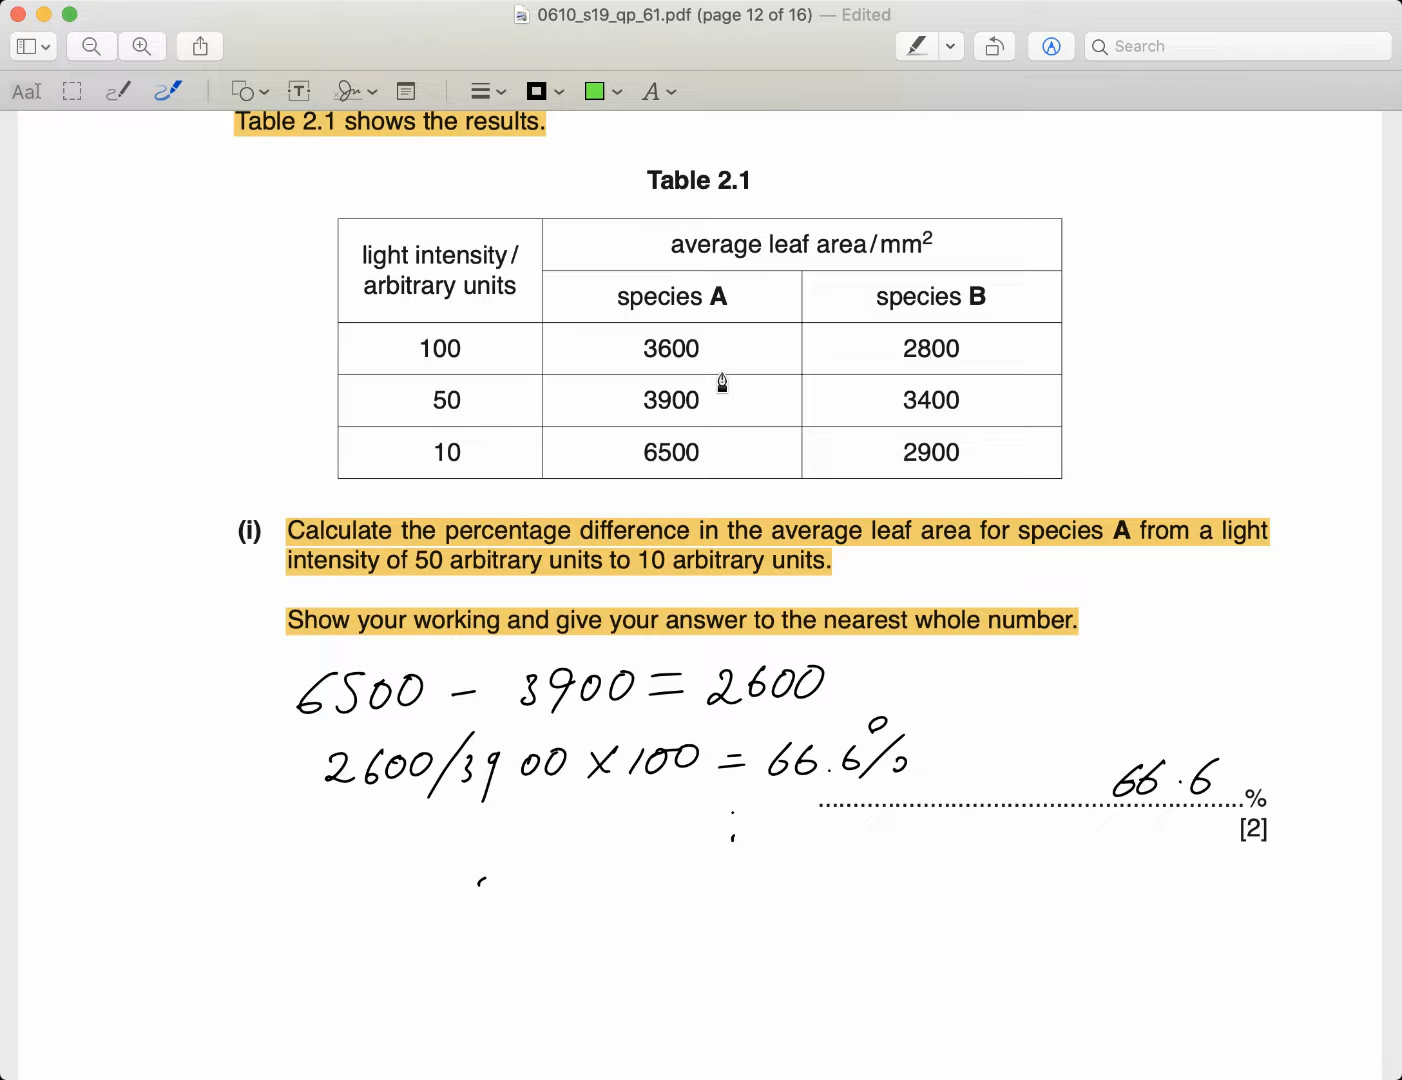 0610_s19_qp_61.pdf (page 12 of 16) — Edited
Search
AaI A
Table 2.1 shows the results.
Table 2.1
light intensity/
arbitrary units
average leaf area/mm²
species A species B
100 3600 2800
50 3900 3400
10 6500 2900
(i) Calculate the percentage difference in the average leaf area for species A from a light
intensity of 50 arbitrary units to 10 arbitrary units.
Show your working and give your answer to the nearest whole number.
6500 - 3900 = 2600
2600/3900 × 100 = 66.6%
66.6
....................................................................%
[2]